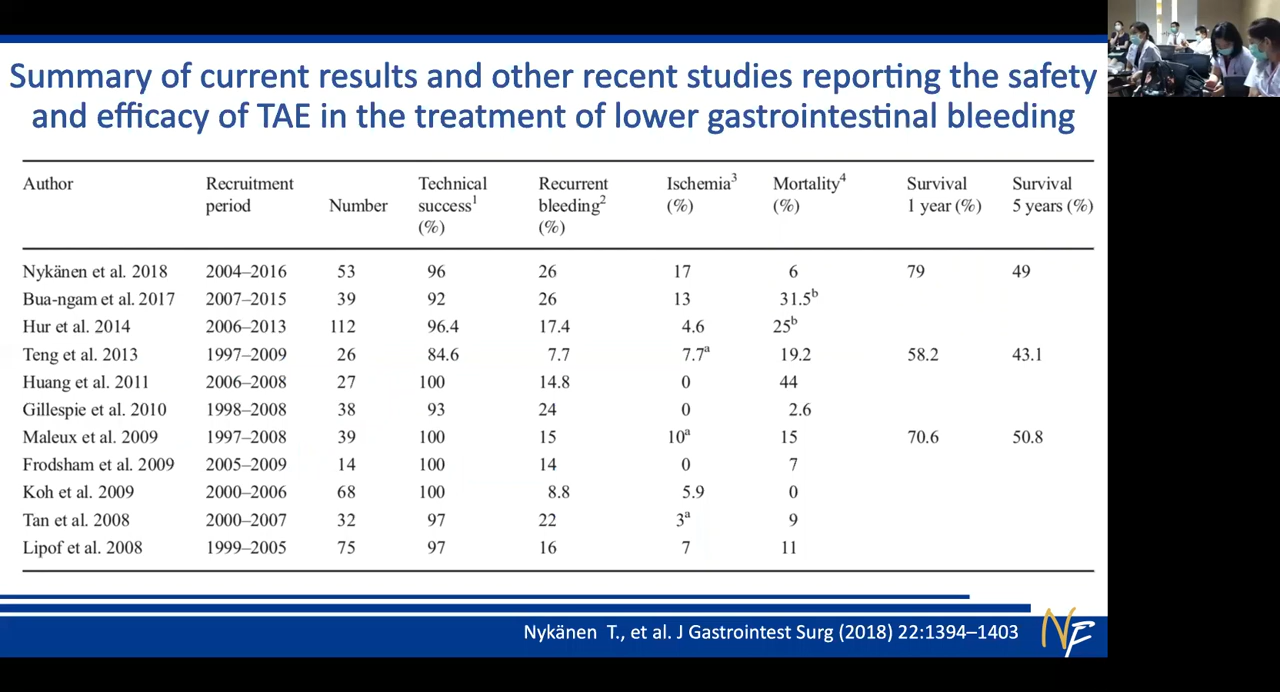 Summary of current results and other recent studies reporting the safety
and efficacy of TAE in the treatment of lower gastrointestinal bleeding
Author Recruitment period Number Technical success1 (%) Recurrent bleeding2 (%) Ischemia3 (%) Mortality4 (%) Survival 1 year (%) Survival 5 years (%)
Nykänen et al. 2018 2004–2016 53 96 26 17 6 79 49
Bua-ngam et al. 2017 2007–2015 39 92 26 13 31.5b
Hur et al. 2014 2006–2013 112 96.4 17.4 4.6 25b
Teng et al. 2013 1997–2009 26 84.6 7.7 7.7a 19.2 58.2 43.1
Huang et al. 2011 2006–2008 27 100 14.8 0 44
Gillespie et al. 2010 1998–2008 38 93 24 0 2.6
Maleux et al. 2009 1997–2008 39 100 15 10a 15 70.6 50.8
Frodsham et al. 2009 2005–2009 14 100 14 0 7
Koh et al. 2009 2000–2006 68 100 8.8 5.9 0
Tan et al. 2008 2000–2007 32 97 22 3a 9
Lipof et al. 2008 1999–2005 75 97 16 7 11
Nykänen T., et al. J Gastrointest Surg (2018) 22:1394–1403
NF